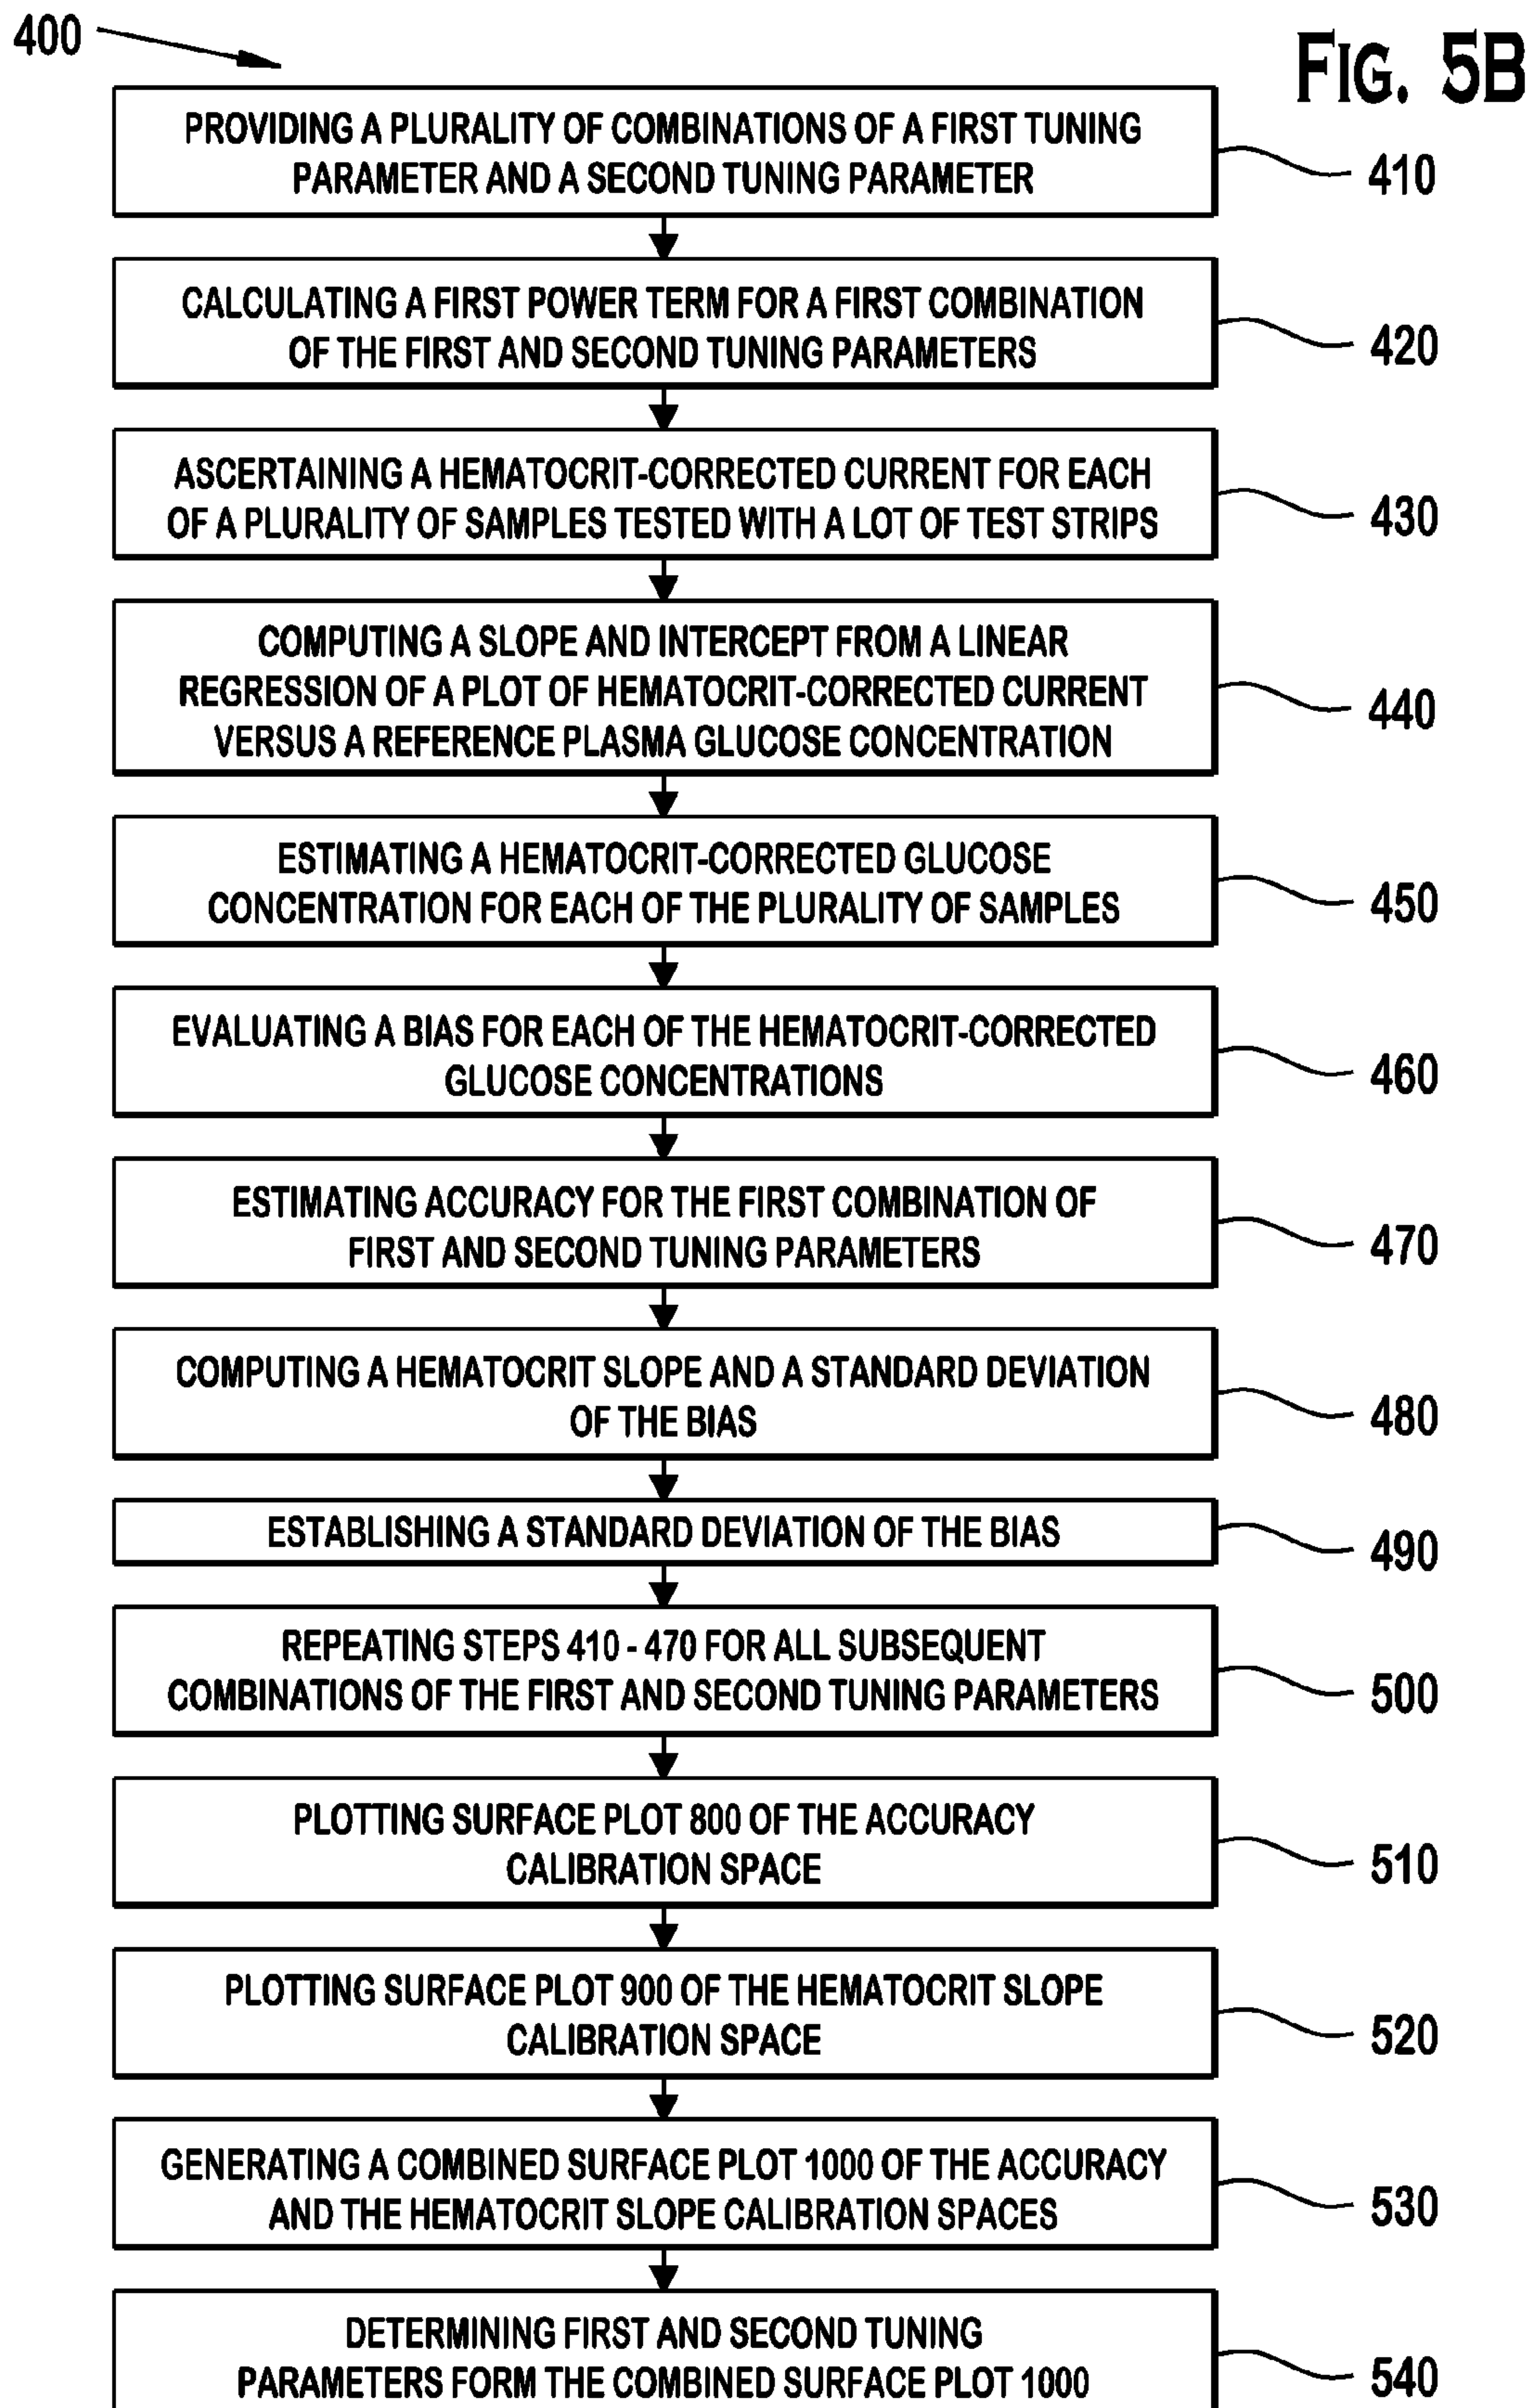 400
FIG. 5B
PROVIDING A PLURALITY OF COMBINATIONS OF A FIRST TUNING
PARAMETER AND A SECOND TUNING PARAMETER
410
CALCULATING A FIRST POWER TERM FOR A FIRST COMBINATION
OF THE FIRST AND SECOND TUNING PARAMETERS
420
ASCERTAINING A HEMATOCRIT-CORRECTED CURRENT FOR EACH
OF A PLURALITY OF SAMPLES TESTED WITH A LOT OF TEST STRIPS
430
COMPUTING A SLOPE AND INTERCEPT FROM A LINEAR
REGRESSION OF A PLOT OF HEMATOCRIT-CORRECTED CURRENT
VERSUS A REFERENCE PLASMA GLUCOSE CONCENTRATION
440
ESTIMATING A HEMATOCRIT-CORRECTED GLUCOSE
CONCENTRATION FOR EACH OF THE PLURALITY OF SAMPLES
450
EVALUATING A BIAS FOR EACH OF THE HEMATOCRIT-CORRECTED
GLUCOSE CONCENTRATIONS
460
ESTIMATING ACCURACY FOR THE FIRST COMBINATION OF
FIRST AND SECOND TUNING PARAMETERS
470
COMPUTING A HEMATOCRIT SLOPE AND A STANDARD DEVIATION
OF THE BIAS
480
ESTABLISHING A STANDARD DEVIATION OF THE BIAS
490
REPEATING STEPS 410 - 470 FOR ALL SUBSEQUENT
COMBINATIONS OF THE FIRST AND SECOND TUNING PARAMETERS
500
PLOTTING SURFACE PLOT 800 OF THE ACCURACY
CALIBRATION SPACE
510
PLOTTING SURFACE PLOT 900 OF THE HEMATOCRIT SLOPE
CALIBRATION SPACE
520
GENERATING A COMBINED SURFACE PLOT 1000 OF THE ACCURACY
AND THE HEMATOCRIT SLOPE CALIBRATION SPACES
530
DETERMINING FIRST AND SECOND TUNING
PARAMETERS FORM THE COMBINED SURFACE PLOT 1000
540